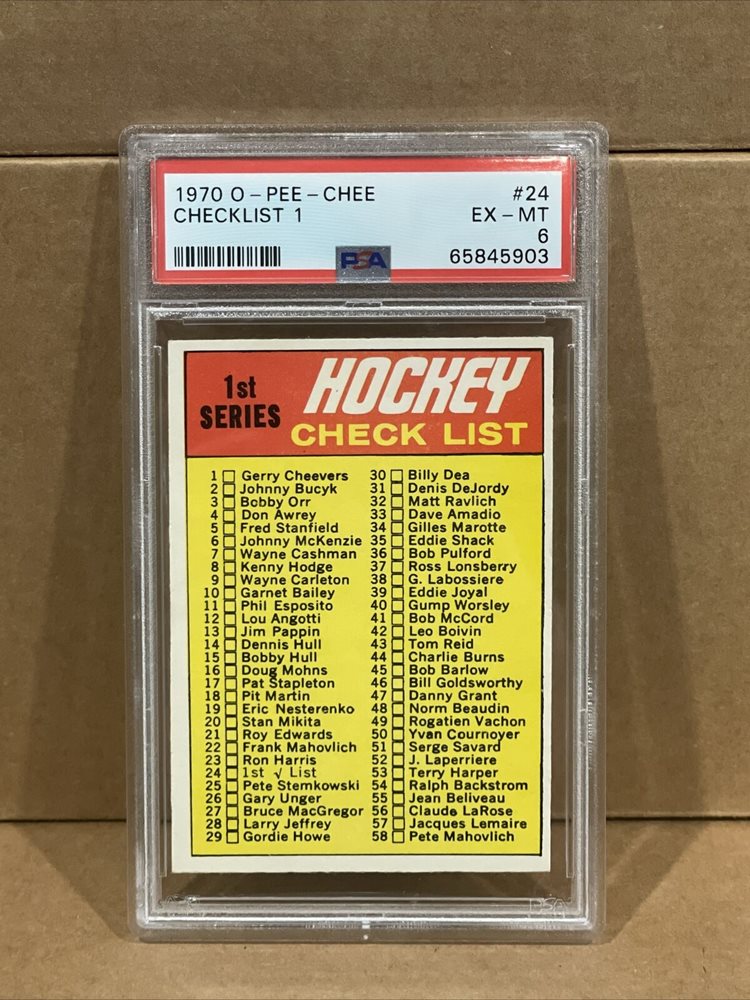 1970 O-PEE-CHEE #24
CHECKLIST 1 EX-MT
6
PSA 65845903
1st SERIES
HOCKEY
CHECK LIST
1 Gerry Cheevers
2 Johnny Bucyk
3 Bobby Orr
4 Don Awrey
5 Fred Stanfield
6 Johnny McKenzie
7 Wayne Cashman
8 Kenny Hodge
9 Wayne Carleton
10 Garnet Bailey
11 Phil Esposito
12 Lou Angotti
13 Jim Pappin
14 Dennis Hull
15 Bobby Hull
16 Doug Mohns
17 Pat Stapleton
18 Pit Martin
19 Eric Nesterenko
20 Stan Mikita
21 Roy Edwards
22 Frank Mahovlich
23 Ron Harris
24 1st √ List
25 Pete Stemkowski
26 Gary Unger
27 Bruce MacGregor
28 Larry Jeffrey
29 Gordie Howe
30 Billy Dea
31 Denis DeJordy
32 Matt Ravlich
33 Dave Amadio
34 Gilles Marotte
35 Eddie Shack
36 Bob Pulford
37 Ross Lonsberry
38 G. Labossiere
39 Eddie Joyal
40 Gump Worsley
41 Bob McCord
42 Leo Boivin
43 Tom Reid
44 Charlie Burns
45 Bob Barlow
46 Bill Goldsworthy
47 Danny Grant
48 Norm Beaudin
49 Rogatien Vachon
50 Yvan Cournoyer
51 Serge Savard
52 J. Laperriere
53 Terry Harper
54 Ralph Backstrom
55 Jean Beliveau
56 Claude LaRose
57 Jacques Lemaire
58 Pete Mahovlich
PSA